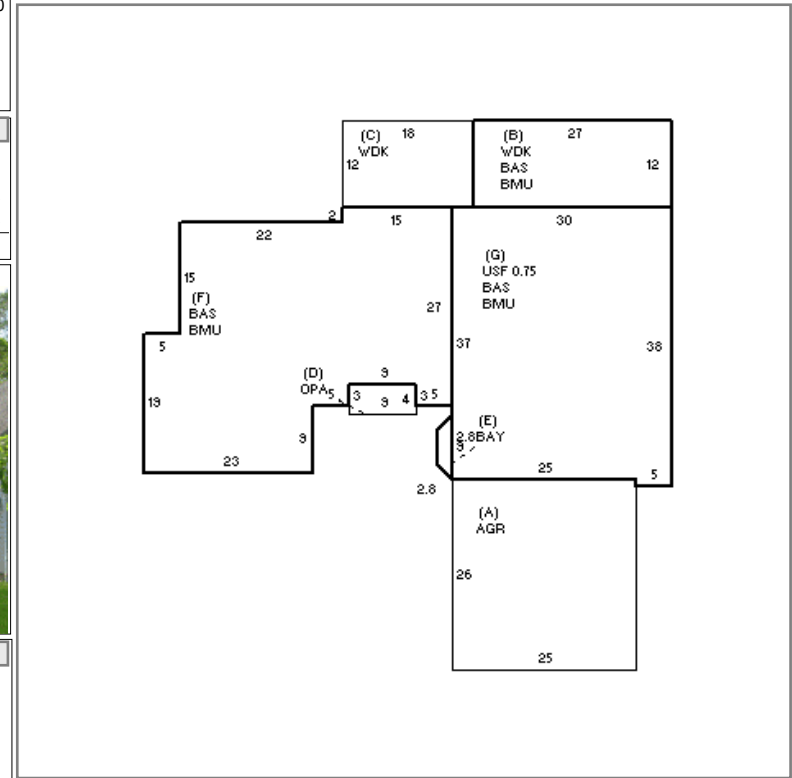 (C) 18
WDK
12
(B) 27
WDK 12
BAS
BMU
2
15
30
22
(G)
USF 0.75
BAS
BMU
15
(F)
BAS
BMU
27
37
38
5
(D)
OPA
9
5
3
9
4
3 5
19
9
(E)
2.8BAY
23
25
5
2.8
(A)
AGR
26
25